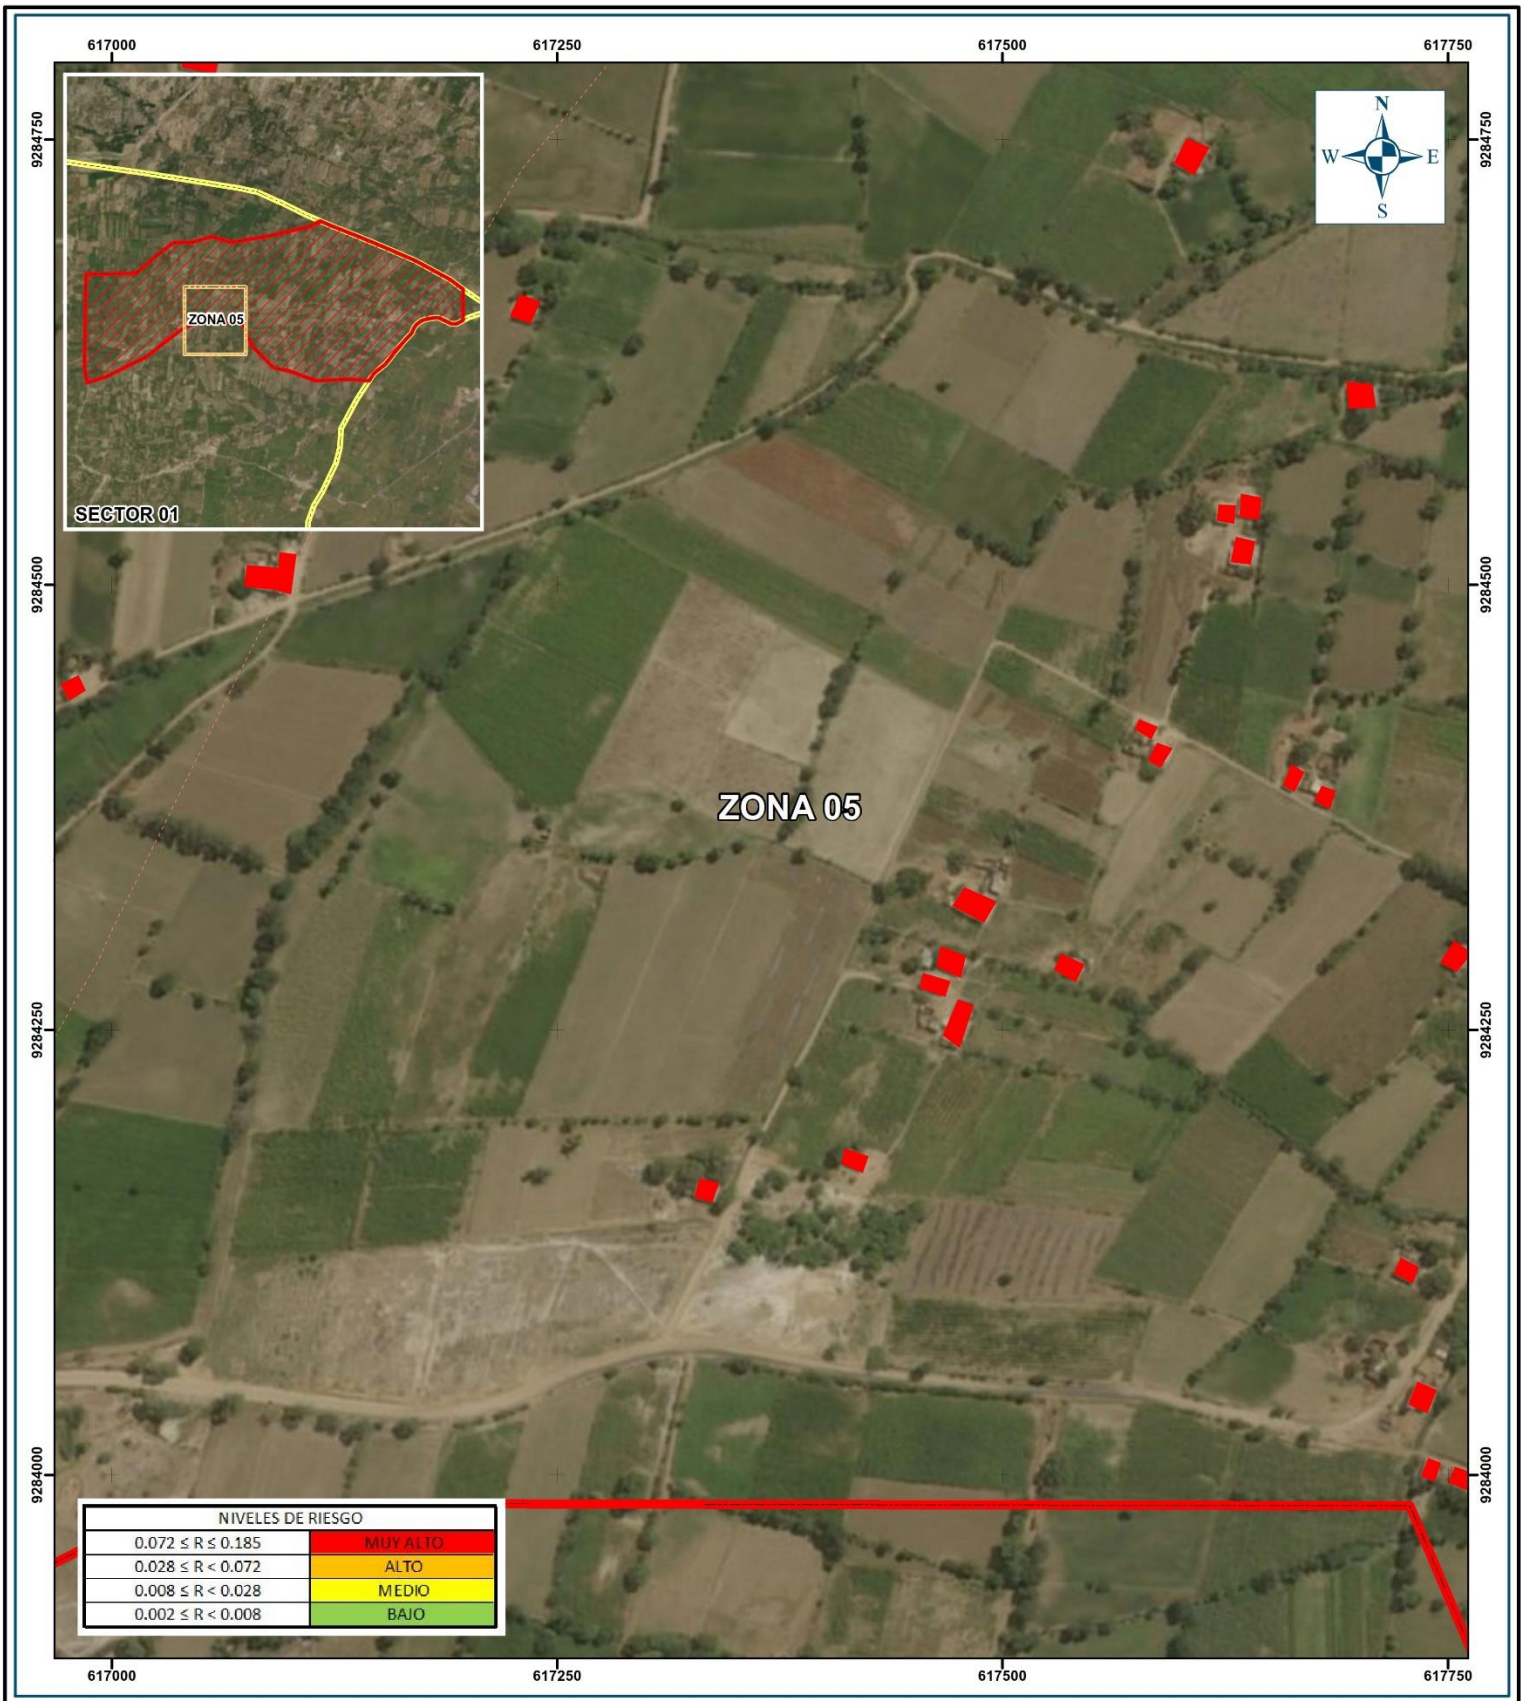 617000 617250 617500 617750
N
W E
S
9284750 9284750
ZONA 05
SECTOR 01
9284500 9284500
ZONA 05
9284250 9284250
9284000 9284000
NIVELES DE RIESGO
0.072 ≤ R ≤ 0.185 MUY ALTO
0.028 ≤ R < 0.072 ALTO
0.008 ≤ R < 0.028 MEDIO
0.002 ≤ R < 0.008 BAJO
617000 617250 617500 617750